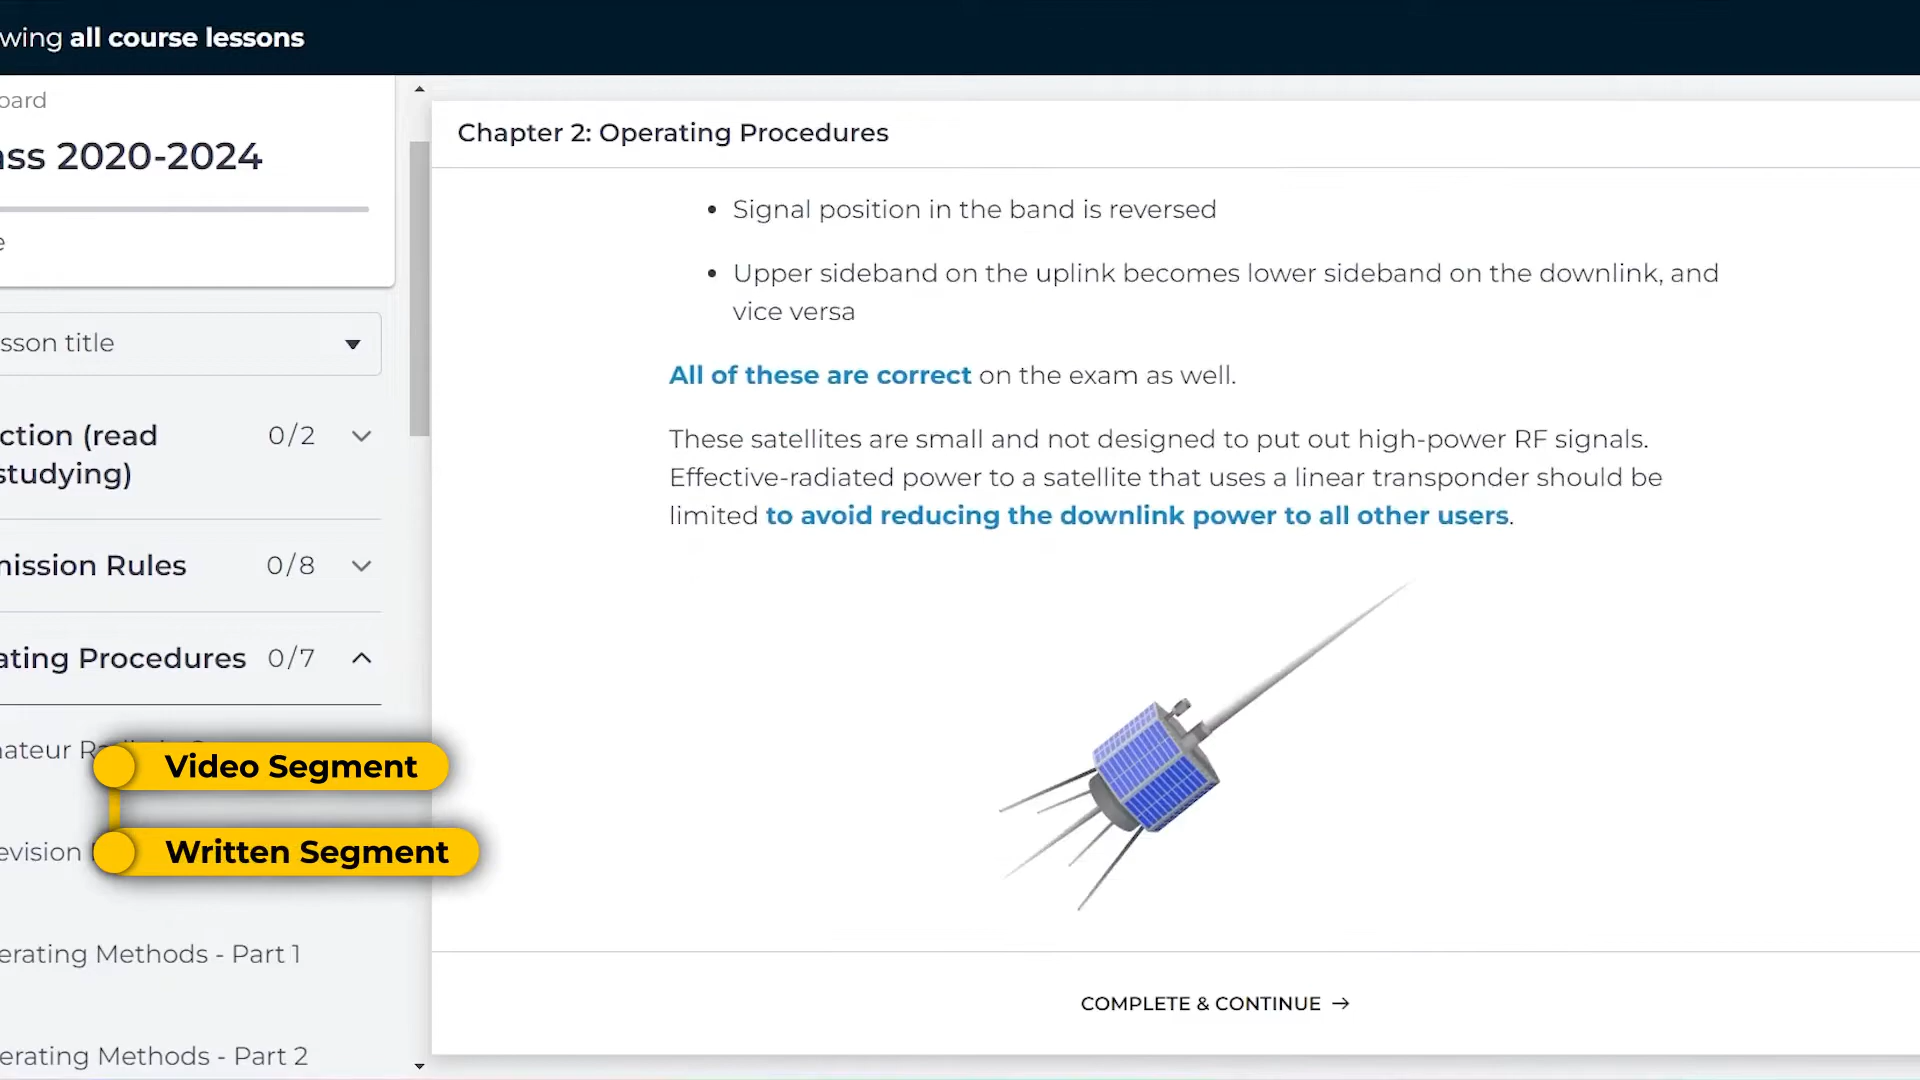 wing all course lessons
oard
ass 2020-2024
e
sson title
ction (read
studying)
0/2
nission Rules 0/8
ating Procedures 0/7
ateur
Video Segment
evision
Written Segment
erating Methods - Part 1
erating Methods - Part 2
Chapter 2: Operating Procedures
• Signal position in the band is reversed
• Upper sideband on the uplink becomes lower sideband on the downlink, and
vice versa
All of these are correct on the exam as well.
These satellites are small and not designed to put out high-power RF signals.
Effective-radiated power to a satellite that uses a linear transponder should be
limited to avoid reducing the downlink power to all other users.
COMPLETE & CONTINUE →